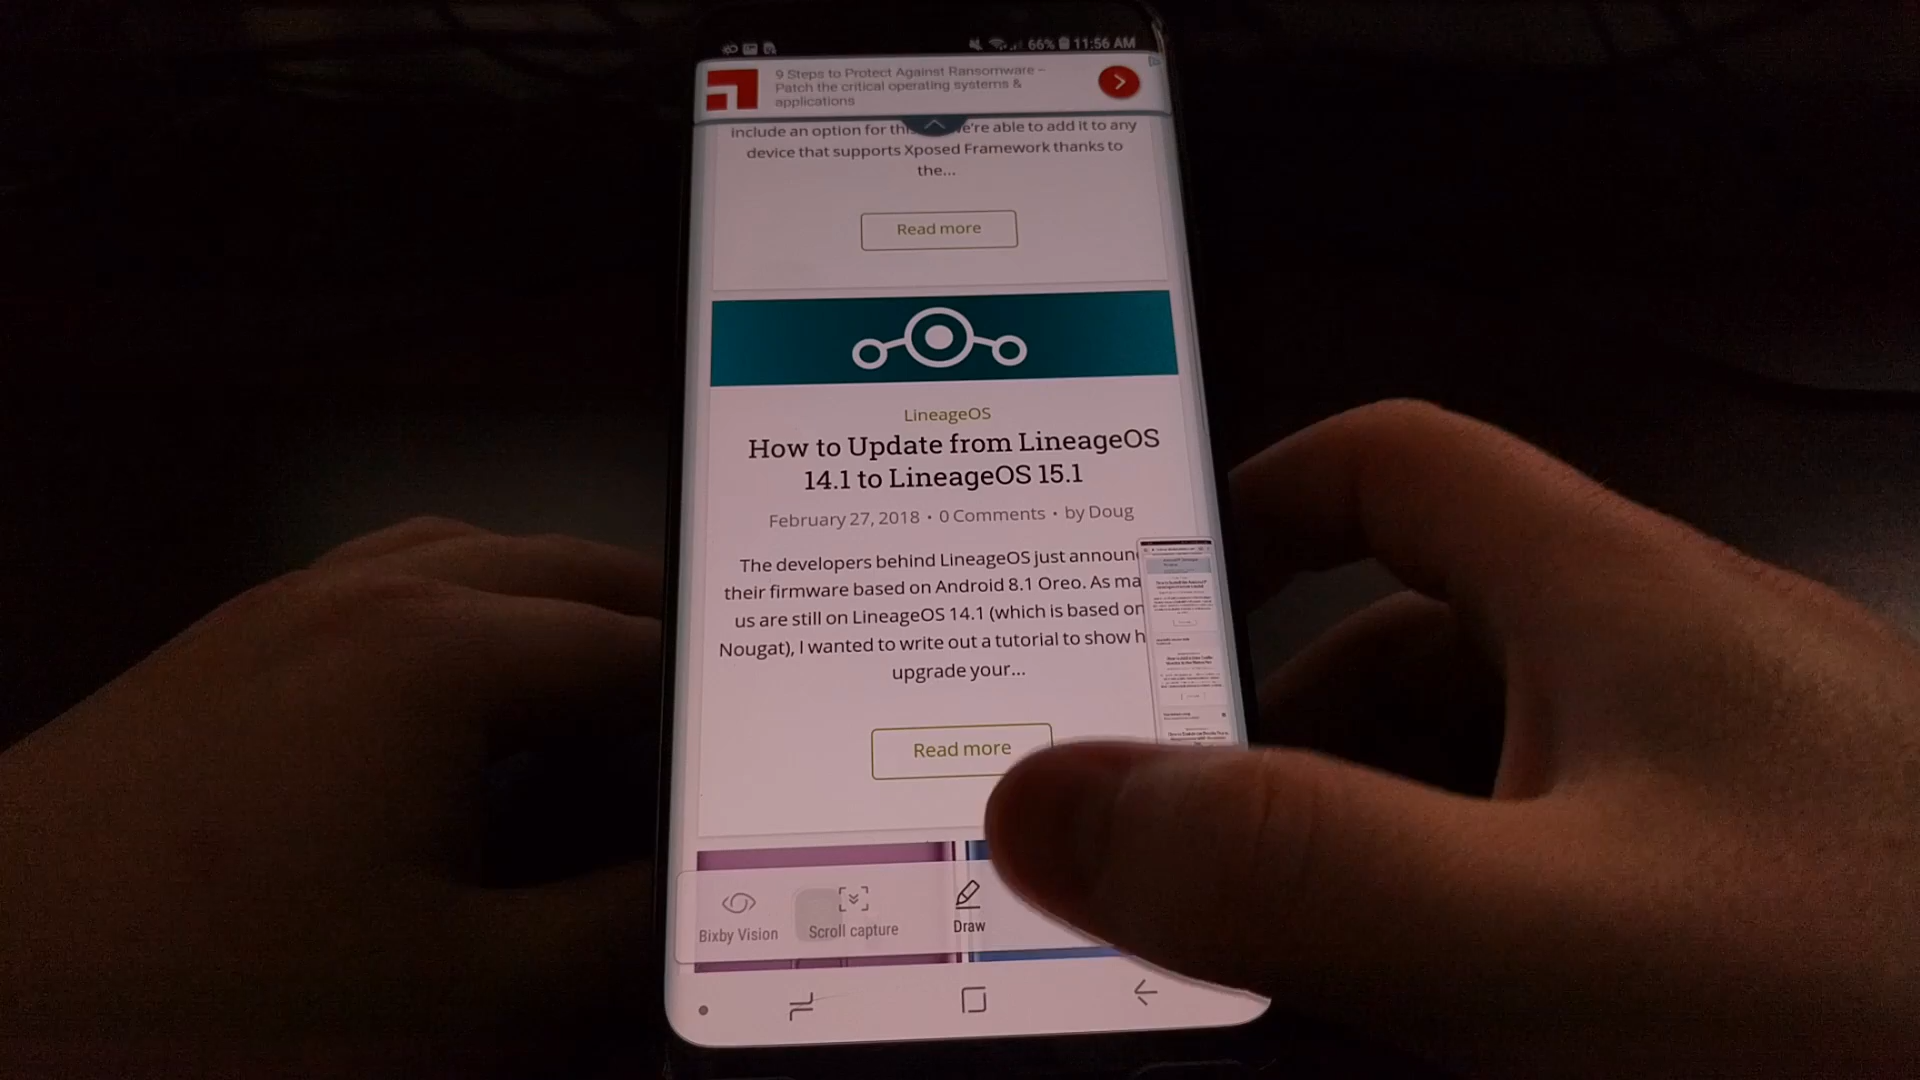 66% 11:56 AM
9 Steps to Protect Against Ransomware –
Patch the critical operating systems &
applications
include an option for this we're able to add it to any
device that supports Xposed Framework thanks to
the...
Read more
LineageOS
How to Update from LineageOS
14.1 to LineageOS 15.1
February 27, 2018 • 0 Comments • by Doug
The developers behind LineageOS just announ
their firmware based on Android 8.1 Oreo. As ma
us are still on LineageOS 14.1 (which is based on
Nougat), I wanted to write out a tutorial to show h
upgrade your...
Read more
Bixby Vision
Scroll capture
Draw